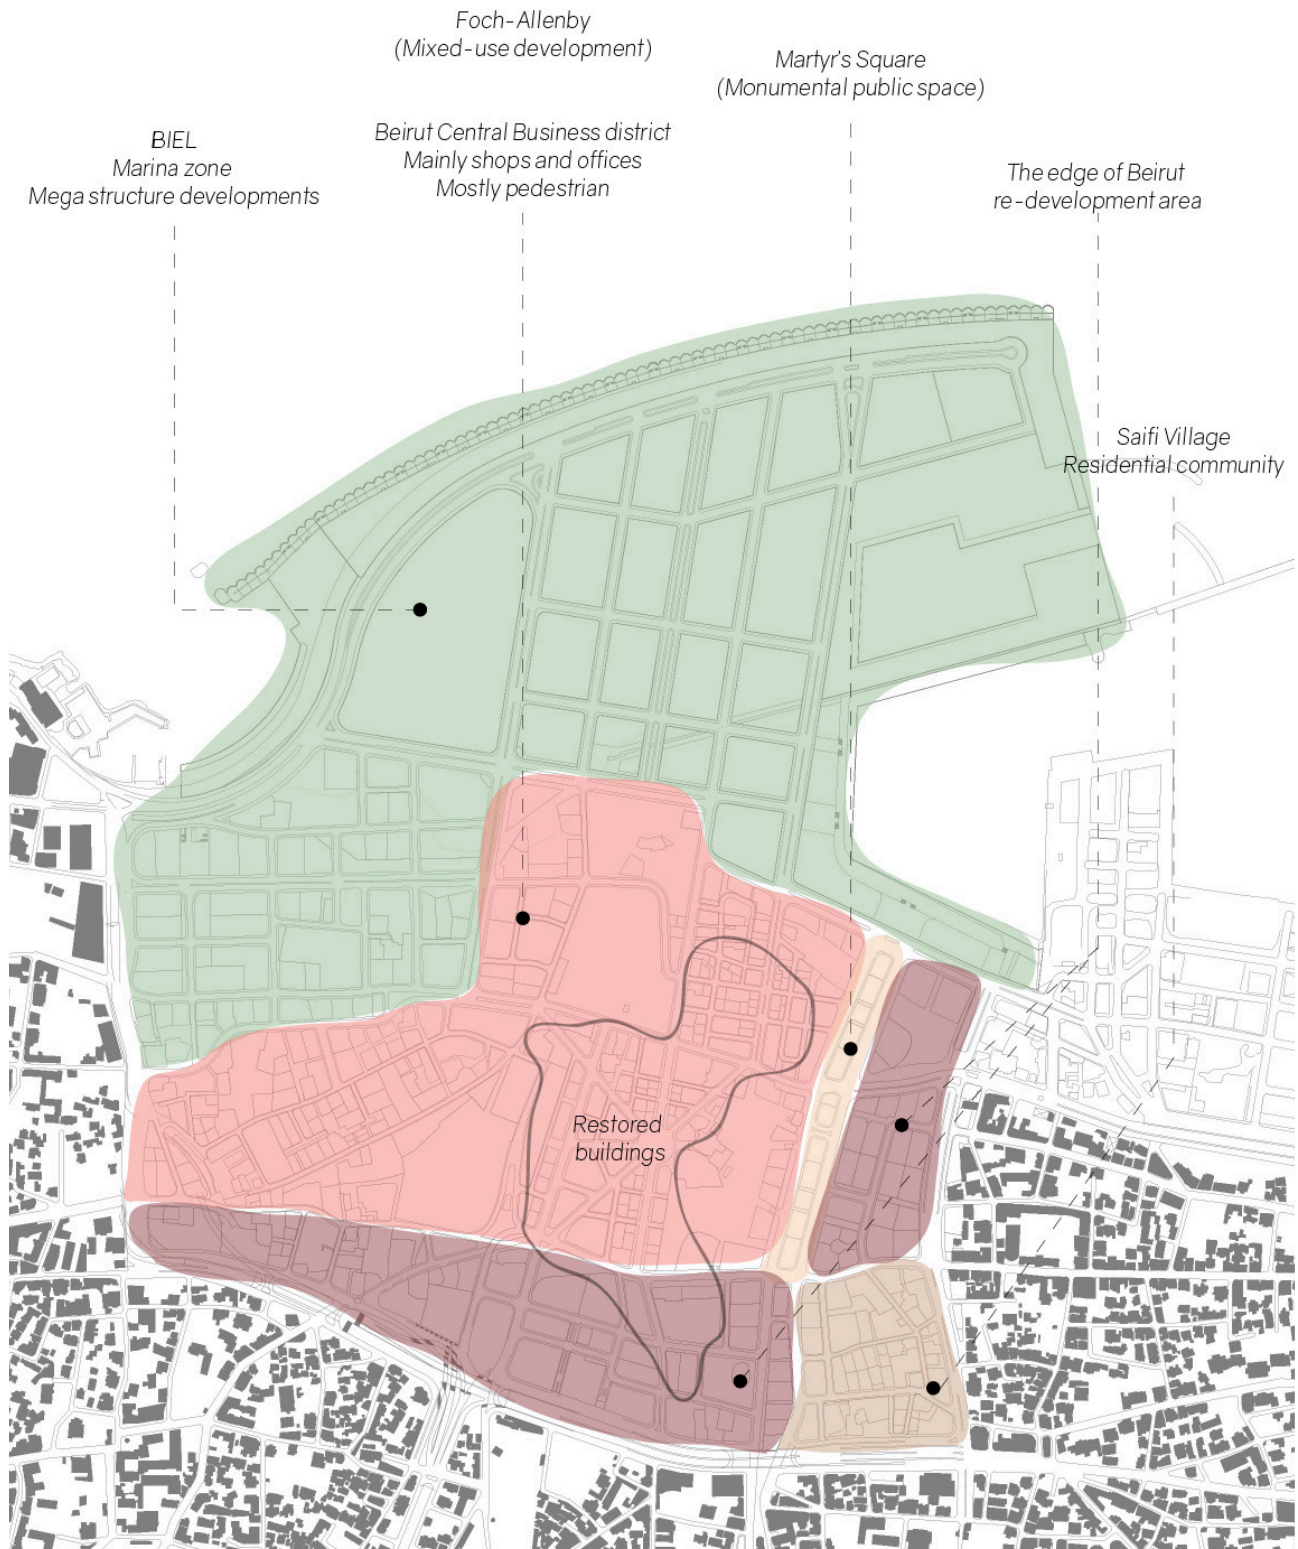 Foch-Allenby
(Mixed-use development)
Martyr's Square
(Monumental public space)
BIEL
Marina zone
Mega structure developments
Beirut Central Business district
Mainly shops and offices
Mostly pedestrian
The edge of Beirut
re-development area
Saifi Village
Residential community
Restored
buildings